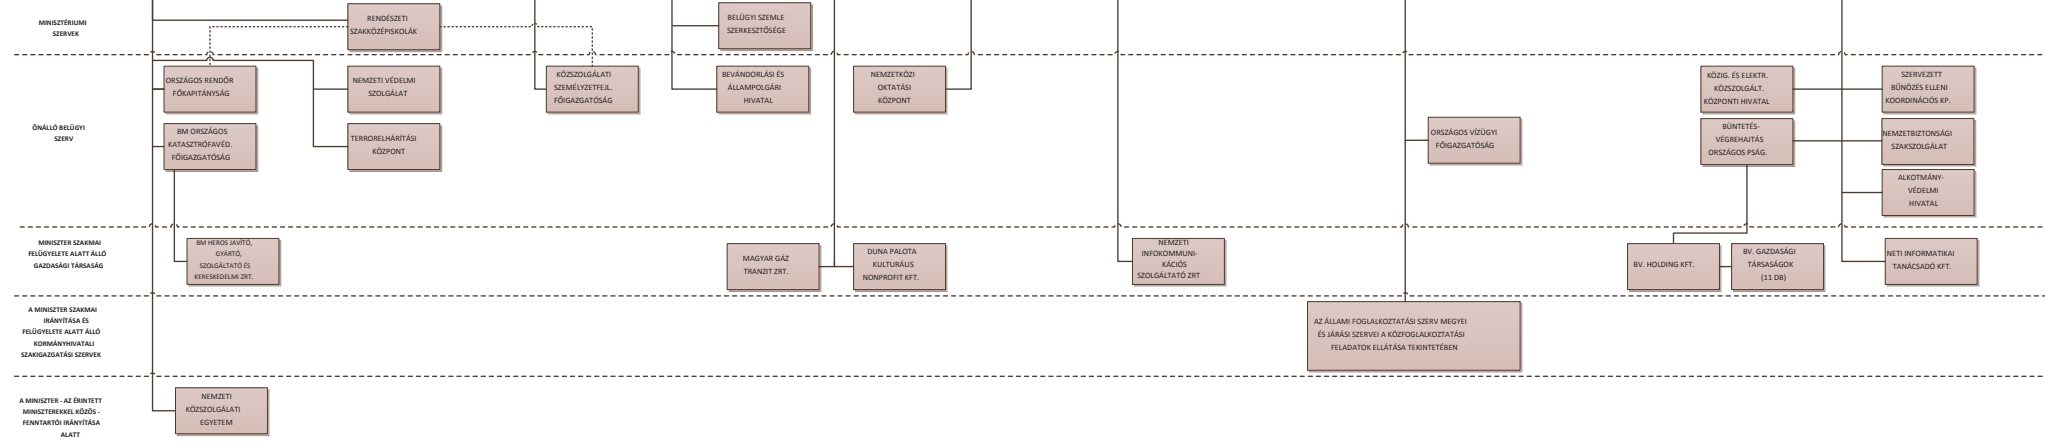 MINISZTÉRIUMI
SZERVEK
RENDÉSZETI
SZAKKÖZÉPISKOLÁK
BELÜGYI SZEMLE
SZERKESZTŐSÉGE
ÖNÁLLÓ BELÜGYI
SZERV
ORSZÁGOS RENDŐR
FŐKAPITÁNYSÁG
NEMZETI VÉDELMI
SZOLGÁLAT
KÖZSZOLGÁLATI
SZEMÉLYZETFEJL.
FŐIGAZGATÓSÁG
BEVÁNDORLÁSI ÉS
ÁLLAMPOLGÁRI
HIVATAL
NEMZETKÖZI
OKTATÁSI
KÖZPONT
KÖZIG. ÉS ELEKTR.
KÖZSZOLGÁLT.
KÖZPONTI HIVATAL
SZERVEZETT
BŰNÖZÉS ELLENI
KOORDINÁCIÓS KP.
BM ORSZÁGOS
KATASZTRÓFAVÉD.
FŐIGAZGATÓSÁG
TERRORELHÁRÍTÁSI
KÖZPONT
ORSZÁGOS VÍZÜGYI
FŐIGAZGATÓSÁG
BÜNTETÉS-
VÉGREHAJTÁS
ORSZÁGOS PSÁG.
NEMZETBIZTONSÁGI
SZAKSZOLGÁLAT
ALKOTMÁNY-
VÉDELMI
HIVATAL
MINISZTER SZAKMAI
FELÜGYELETE ALATT ÁLLÓ
GAZDASÁGI TÁRSASÁG
BM HEROS JAVÍTÓ,
GYÁRTÓ,
SZOLGÁLTATÓ ÉS
KERESKEDELMI ZRT.
MAGYAR GÁZ
TRANZIT ZRT.
DUNA PALOTA
KULTURÁLIS
NONPROFIT KFT.
NEMZETI
INFOKOMMUNI-
KÁCIÓS
SZOLGÁLTATÓ ZRT
BV. HOLDING KFT.
BV. GAZDASÁGI
TÁRSASÁGOK
(11 DB)
NETI INFORMATIKAI
TANÁCSADÓ KFT.
A MINISZTER SZAKMAI
IRÁNYÍTÁSA ÉS
FELÜGYELETE ALATT ÁLLÓ
KORMÁNYHIVATALI
SZAKIGAZGATÁSI SZERVEK
AZ ÁLLAMI FOGLALKOZTATÁSI SZERV MEGYEI
ÉS JÁRÁSI SZERVEI A KÖZFOGLALKOZTATÁSI
FELADATOK ELLÁTÁSA TEKINTETÉBEN
A MINISZTER - AZ ÉRINTETT
MINISZTEREKKEL KÖZÖS -
FENNTARTÓI IRÁNYÍTÁSA
ALATT
NEMZETI
KÖZSZOLGÁLATI
EGYETEM